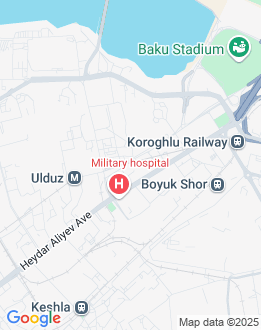 Baku Stadium
Koroghlu Railway
Military hospital
H
Ulduz M
Boyuk Shor
Heydar Aliyev Ave
Keshla
Google
Map data ©2025